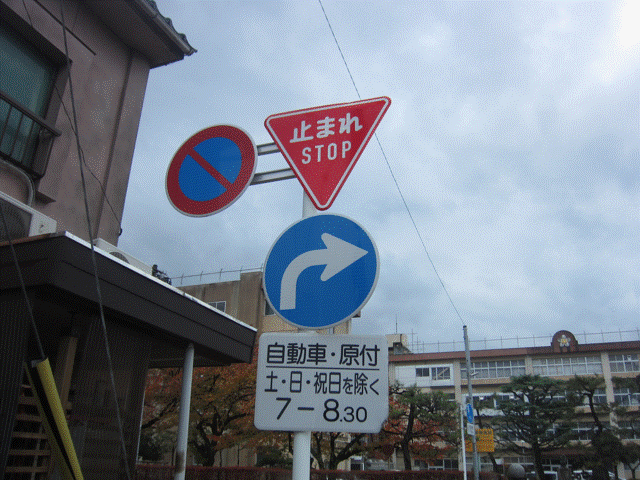 止まれ
STOP
自動車・原付
土・日・祝日を除く
7-8.30